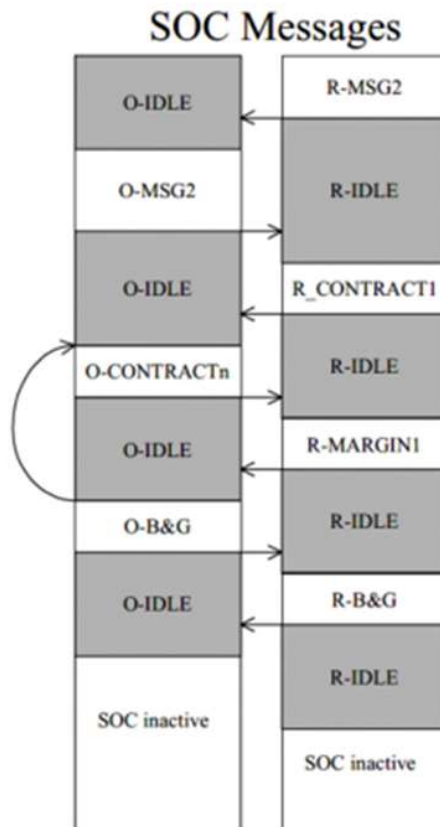 SOC Messages
R-MSG2
O-IDLE
O-MSG2
R-IDLE
O-IDLE
R_CONTRACT1
O-CONTRACTn
R-IDLE
O-IDLE
R-MARGIN1
O-B&G
R-IDLE
O-IDLE
R-B&G
R-IDLE
SOC inactive
SOC inactive